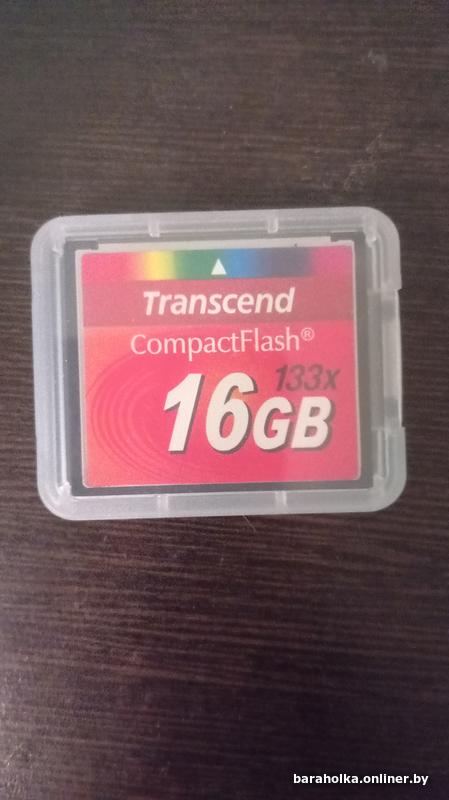 Transcend
CompactFlash®
133x
16GB
baraholka.onliner.by